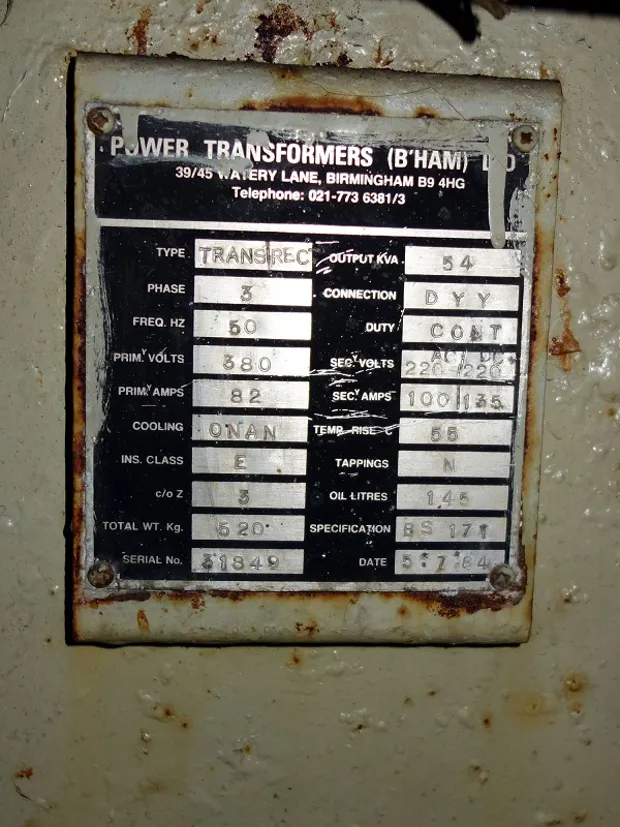 POWER TRANSFORMERS (B'HAM) LTD
39/45 WATERY LANE, BIRMINGHAM B9 4HG
Telephone: 021-773 6381/3
TYPE TRANS/REC OUTPUT KVA 54
PHASE 3 CONNECTION DYY
FREQ. HZ 50 DUTY CONT
PRIM.Y VOLTS 380 SEC.Y VOLTS AC/DC 220/220
PRIM.Y AMPS 82 SEC.Y AMPS 100/135
COOLING ONAN TEMP. RISE °C 55
INS. CLASS E TAPPINGS N
c/o Z 3 OIL LITRES 145
TOTAL WT. Kg. 520 SPECIFICATION BS 171
SERIAL No. 31849 DATE 5.7.84